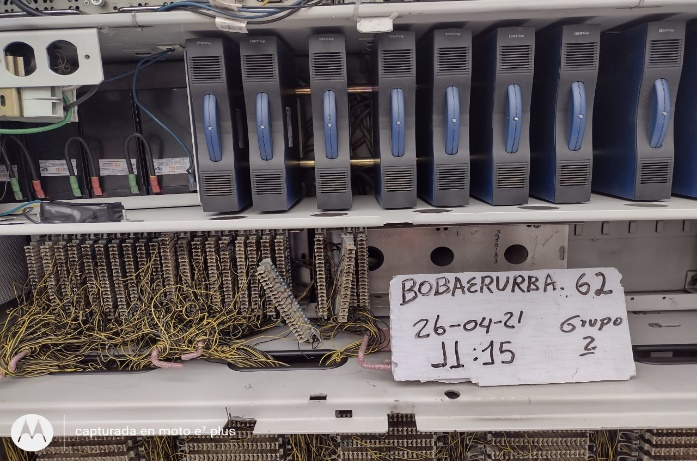 BOBAERURBA. 62
26-04-21 Grupo
11:15 2
capturada en moto e⁷ plus